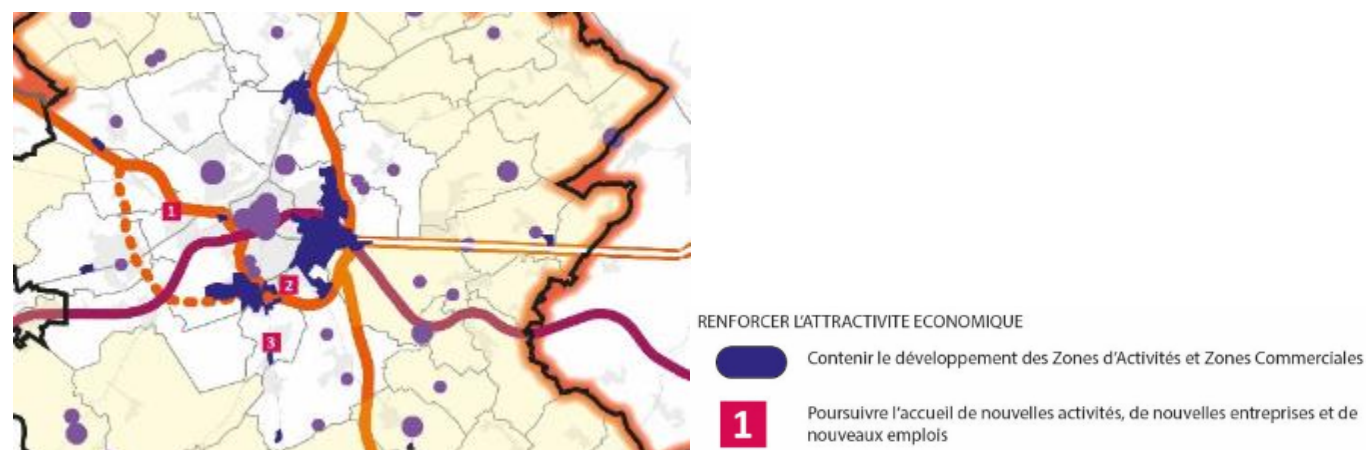 1
2
3
RENFORCER L'ATTRACTIVITE ECONOMIQUE
Contenir le développement des Zones d'Activités et Zones Commerciales
1
Poursuivre l'accueil de nouvelles activités, de nouvelles entreprises et de
nouveaux emplois